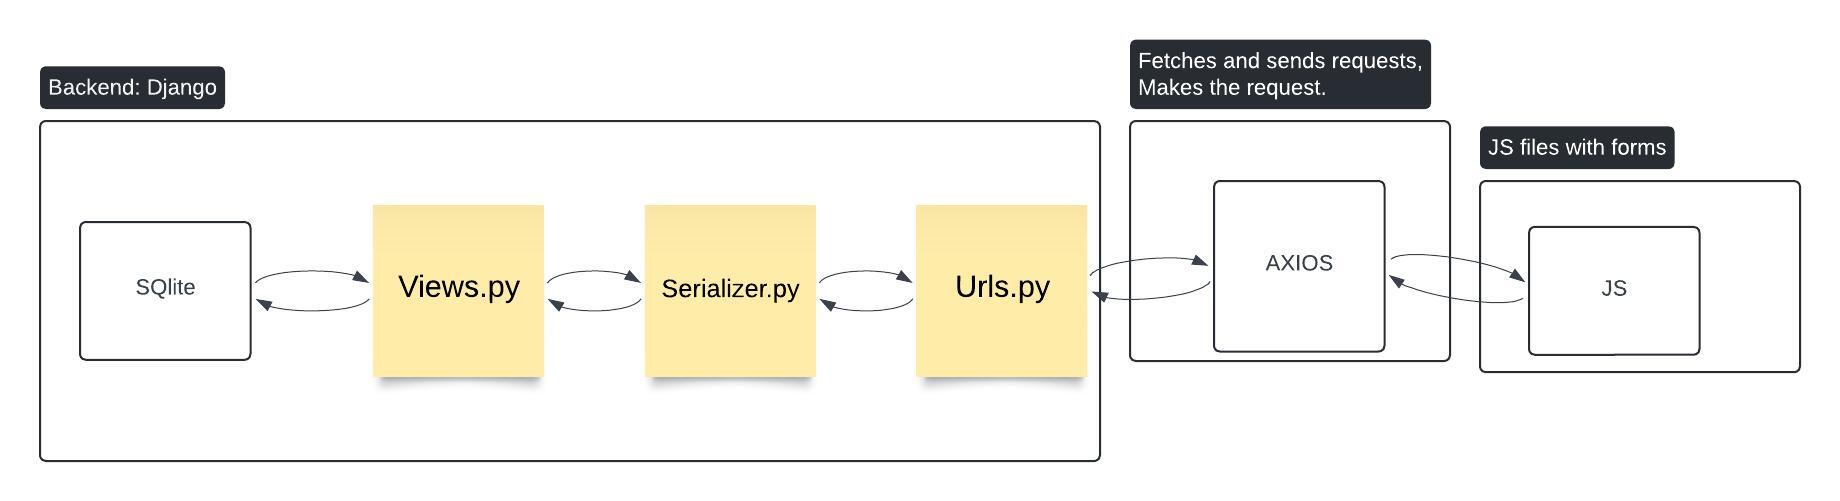 Backend: Django
Fetches and sends requests,
Makes the request.
JS files with forms
SQlite
Views.py
Serializer.py
Urls.py
AXIOS
JS